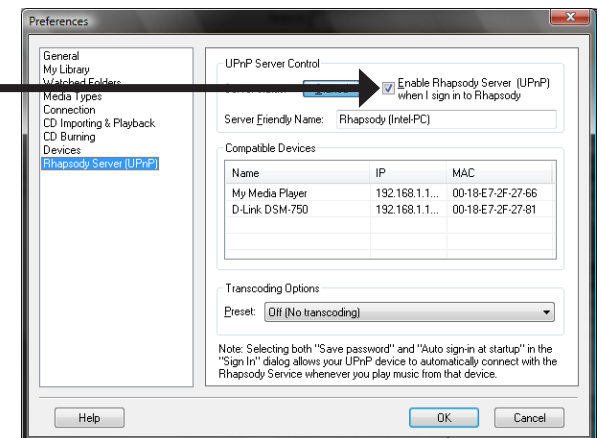 Preferences
General
My Library
Watched Folders
Media Types
Connection
CD Importing & Playback
CD Burning
Devices
Rhapsody Server (UPnP)
UPnP Server Control
Enable Rhapsody Server (UPnP)
when I sign in to Rhapsody
Server Friendly Name: Rhapsody (Intel-PC)
Compatible Devices
Name IP MAC
My Media Player 192.168.1.1... 00-18-E7-2F-27-66
D-Link DSM-750 192.168.1.1... 00-18-E7-2F-27-81
Transcoding Options
Preset: Off (No transcoding)
Note: Selecting both "Save password" and "Auto sign-in at startup" in the
"Sign In" dialog allows your UPnP device to automatically connect with the
Rhapsody Service whenever you play music from that device.
Help OK Cancel